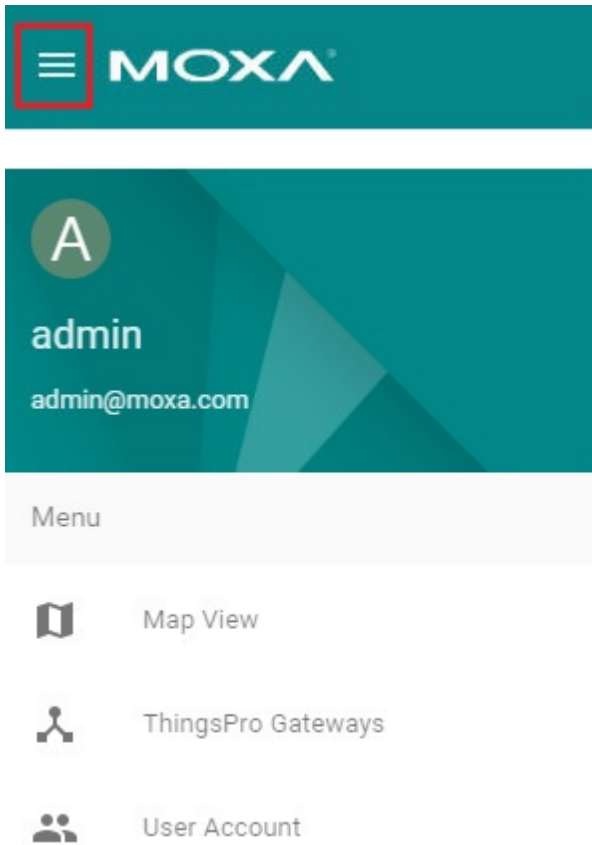 MOXA®
A
admin
admin@moxa.com
Menu
Map View
ThingsPro Gateways
User Account